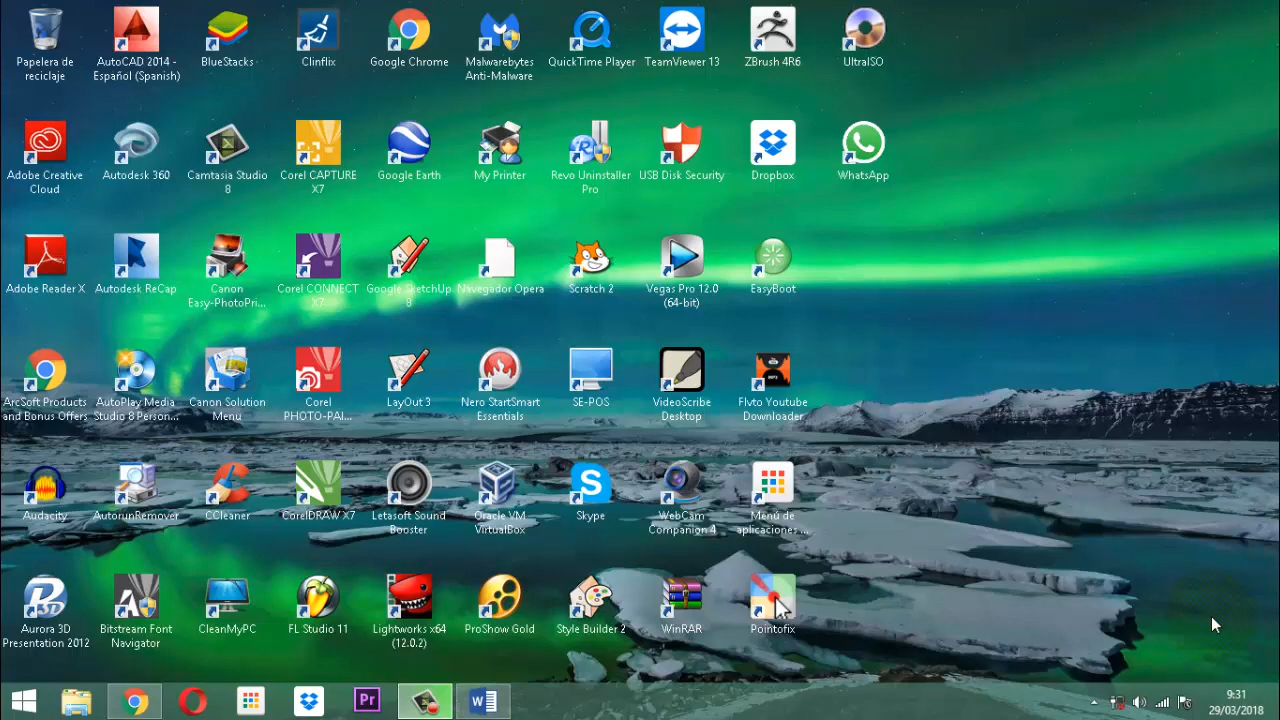 Papelera de
reciclaje
AutoCAD 2014 -
Español (Spanish)
BlueStacks
Clinflix
Google Chrome
Malwarebytes
Anti-Malware
QuickTime Player
TeamViewer 13
ZBrush 4R6
UltraISO
Adobe Creative
Cloud
Autodesk 360
Camtasia Studio
8
Corel CAPTURE
X7
Google Earth
My Printer
Revo Uninstaller
Pro
USB Disk Security
Dropbox
WhatsApp
Adobe Reader X
Autodesk ReCap
Canon
Easy-PhotoPri...
Corel CONNECT
X7
Google SketchUp
8
Navegador Opera
Scratch 2
Vegas Pro 12.0
(64-bit)
EasyBoot
ArcSoft Products
and Bonus Offers
AutoPlay Media
Studio 8 Person...
Canon Solution
Menu
Corel
PHOTO-PAI...
LayOut 3
Nero StartSmart
Essentials
SE-POS
VideoScribe
Desktop
Flvto Youtube
Downloader
Audacity
AutorunRemover
CCleaner
CorelDRAW X7
Letasoft Sound
Booster
Oracle VM
VirtualBox
Skype
WebCam
Companion 4
Menú de
aplicaciones ...
Aurora 3D
Presentation 2012
Bitstream Font
Navigator
CleanMyPC
FL Studio 11
Lightworks x64
(12.0.2)
ProShow Gold
Style Builder 2
WinRAR
Pointofix
Pr
9:31
29/03/2018